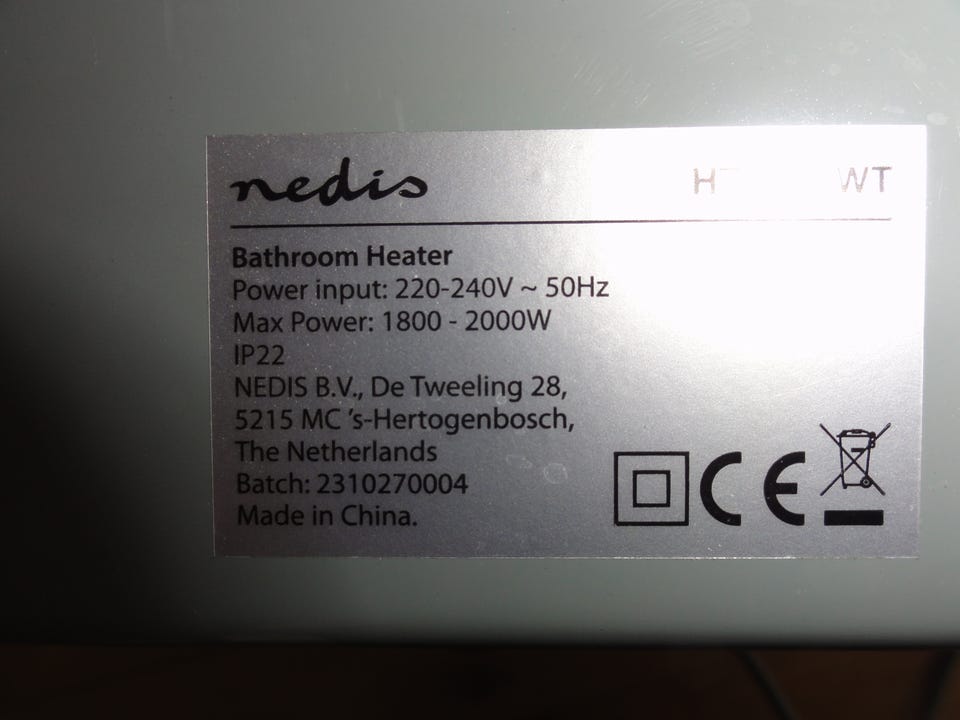 nedis
Bathroom Heater
Power input: 220-240V ~ 50Hz
Max Power: 1800 - 2000W
IP22
NEDIS B.V., De Tweeling 28,
5215 MC 's-Hertogenbosch,
The Netherlands
Batch: 2310270004
Made in China.
CE